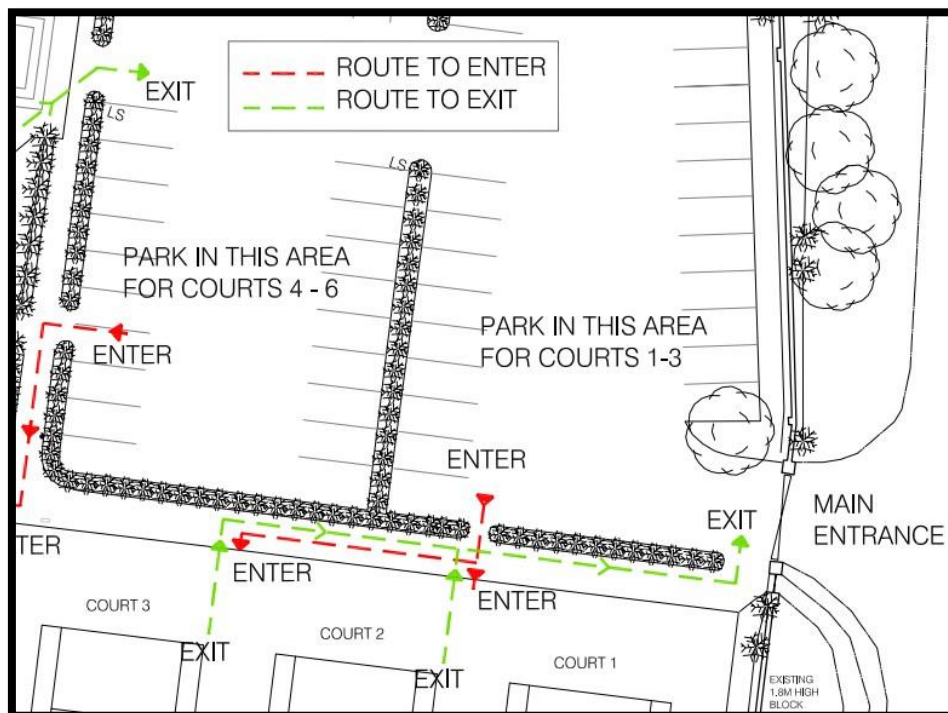 ROUTE TO ENTER
ROUTE TO EXIT
EXIT
LS
LS
PARK IN THIS AREA
FOR COURTS 4 - 6
PARK IN THIS AREA
FOR COURTS 1-3
ENTER
ENTER
EXIT
MAIN
ENTRANCE
TER
ENTER
ENTER
COURT 3
COURT 2
COURT 1
EXIT
EXIT
EXISTING
1.8M HIGH
BLOCK